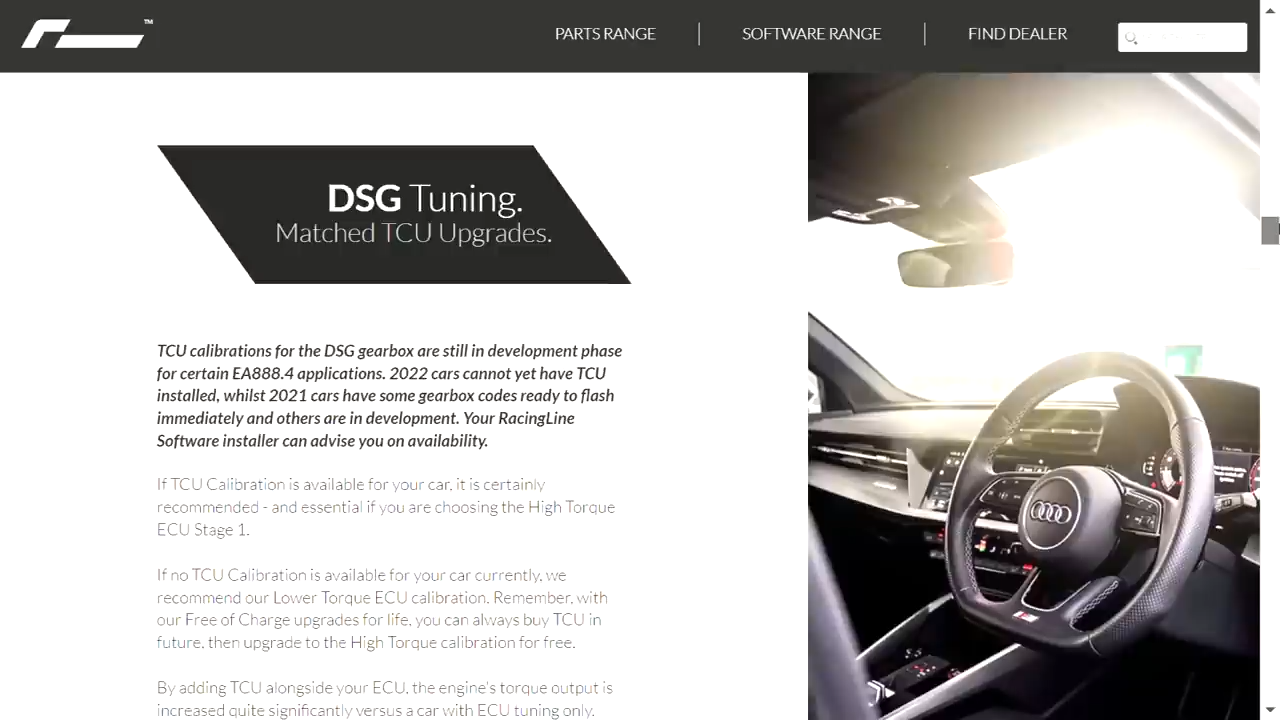 TM
PARTS RANGE
SOFTWARE RANGE
FIND DEALER
DSG Tuning.
Matched TCU Upgrades.
TCU calibrations for the DSG gearbox are still in development phase
for certain EA888.4 applications. 2022 cars cannot yet have TCU
installed, whilst 2021 cars have some gearbox codes ready to flash
immediately and others are in development. Your RacingLine
Software installer can advise you on availability.
If TCU Calibration is available for your car, it is certainly
recommended - and essential if you are choosing the High Torque
ECU Stage 1.
If no TCU Calibration is available for your car currently, we
recommend our Lower Torque ECU calibration. Remember, with
our Free of Charge upgrades for life, you can always buy TCU in
future, then upgrade to the High Torque calibration for free.
By adding TCU alongside your ECU, the engine's torque output is
increased quite significantly versus a car with ECU tuning only.